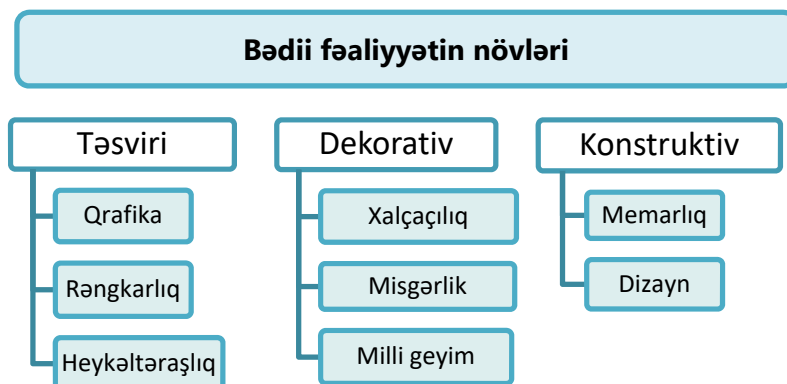 Bədii fəaliyyətin növləri
Təsviri
Qrafika
Rəngkarlıq
Heykəltəraşlıq
Dekorativ
Xalçaçılıq
Misgərlik
Milli geyim
Konstruktiv
Memarlıq
Dizayn